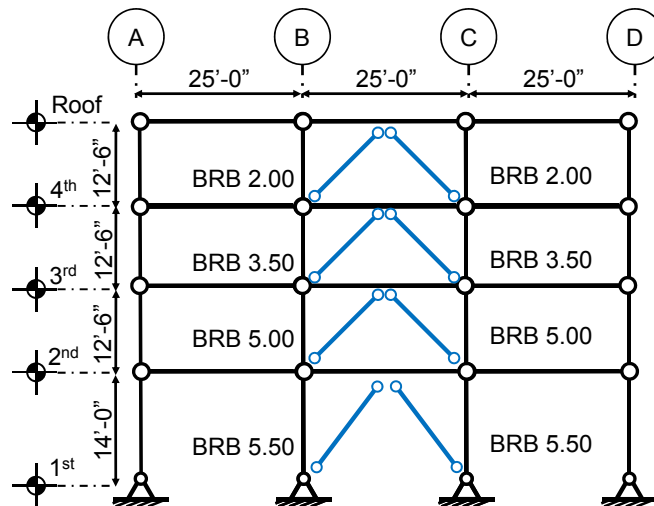 A B C D
25’-0” 25’-0” 25’-0”
Roof
12’-6”
BRB 2.00 BRB 2.00
4th
12’-6”
BRB 3.50 BRB 3.50
3rd
12’-6”
BRB 5.00 BRB 5.00
2nd
14’-0”
BRB 5.50 BRB 5.50
1st